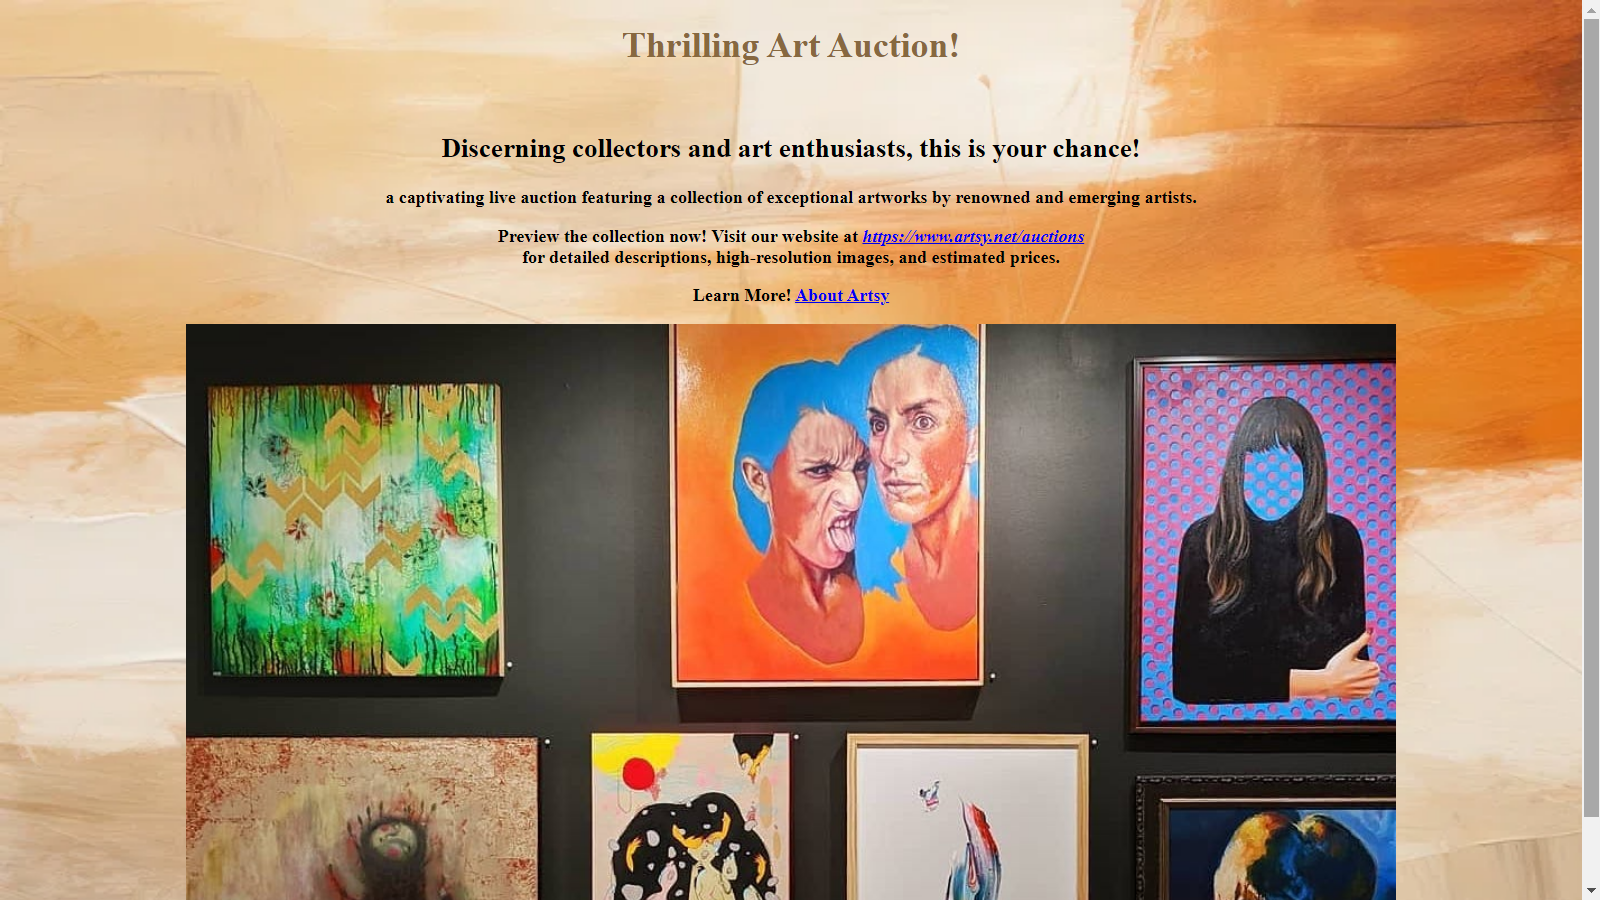 Thrilling Art Auction!
Discerning collectors and art enthusiasts, this is your chance!
a captivating live auction featuring a collection of exceptional artworks by renowned and emerging artists.
Preview the collection now! Visit our website at https://www.artsy.net/auctions
for detailed descriptions, high-resolution images, and estimated prices.
Learn More! About Artsy